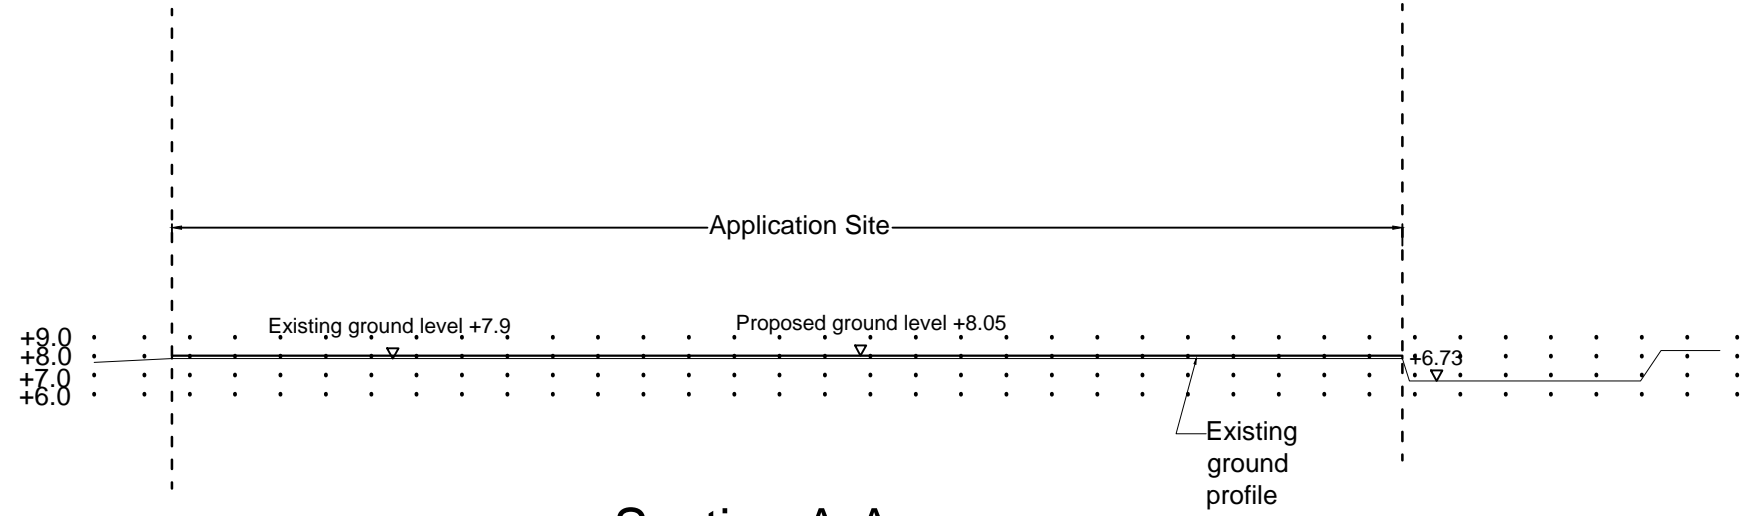 Application Site
Existing ground level +7.9
Proposed ground level +8.05
+9.0
+8.0
+7.0
+6.0
+6.73
Existing
ground
profile
Section A-A